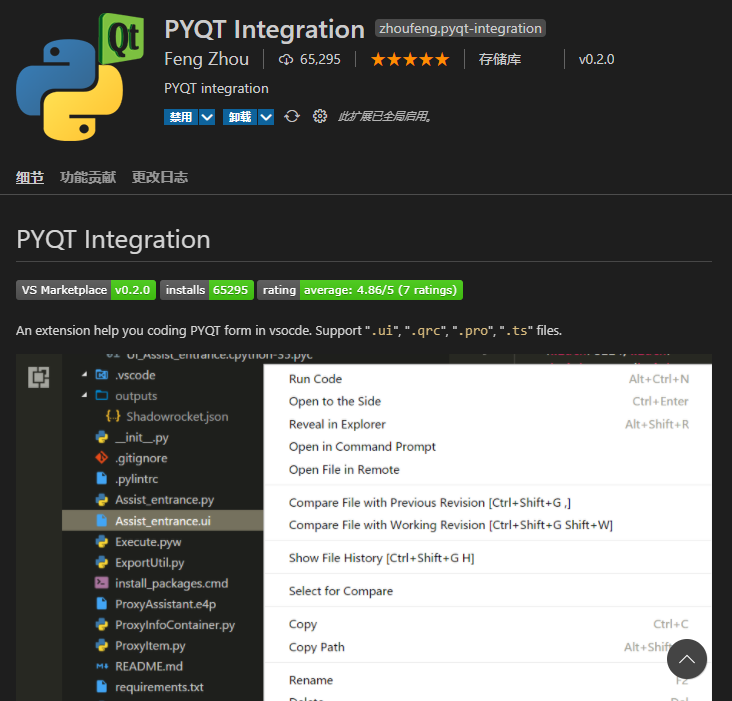 Qt
PYQT Integration zhoufeng.pyqt-integration
Feng Zhou 65,295 存储库 v0.2.0
PYQT integration
禁用 卸载 此扩展已全局启用。
细节 功能贡献 更改日志
PYQT Integration
VS Marketplace v0.2.0 installs 65295 rating average: 4.86/5 (7 ratings)
An extension help you coding PYQT form in vsocde. Support ".ui", ".qrc", ".pro", ".ts" files.
Ui_Assist_entrance.cpython-35.pyc
.vscode
outputs
{..} Shadowrocket.json
__init__.py
.gitignore
.pylintrc
Assist_entrance.py
Assist_entrance.ui
Execute.pyw
ExportUtil.py
install_packages.cmd
ProxyAssistant.e4p
ProxyInfoContainer.py
ProxyItem.py
README.md
requirements.txt
Run Code Alt+Ctrl+N
Open to the Side Ctrl+Enter
Reveal in Explorer Alt+Shift+R
Open in Command Prompt
Open File in Remote
Compare File with Previous Revision [Ctrl+Shift+G ,]
Compare File with Working Revision [Ctrl+Shift+G Shift+W]
Show File History [Ctrl+Shift+G H]
Select for Compare
Copy Ctrl+C
Copy Path Alt+Shif
Rename F2
Delete Del